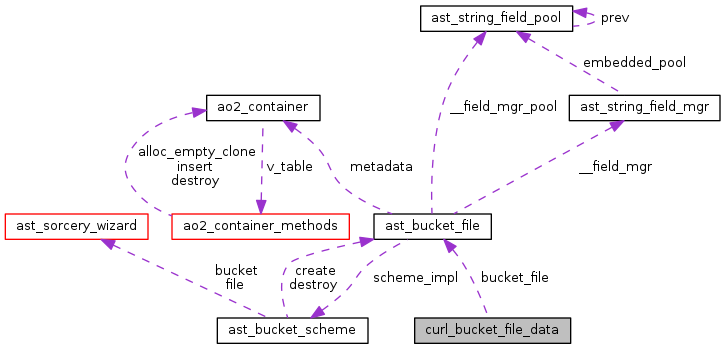 ast_string_field_pool
prev
embedded_pool
ao2_container
__field_mgr_pool
ast_string_field_mgr
alloc_empty_clone
insert
destroy
v_table
metadata
__field_mgr
ast_sorcery_wizard
ao2_container_methods
ast_bucket_file
bucket
file
create
destroy
scheme_impl
bucket_file
ast_bucket_scheme
curl_bucket_file_data